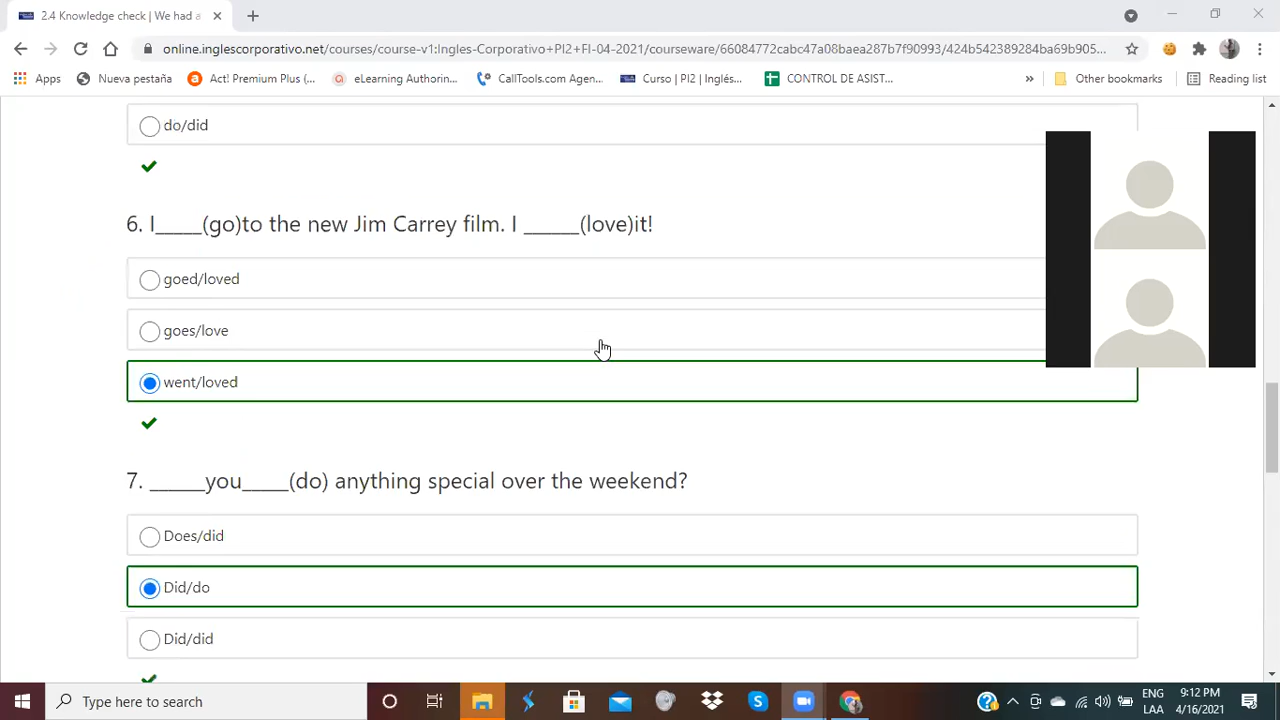 2.4 Knowledge check | We had a
online.inglescorporativo.net/courses/course-v1:Ingles-Corporativo+PI2+FI-04-2021/courseware/66084772cabc47a08baea287b7f90993/424b542389284ba69b905...
Apps
Nueva pestaña
Act! Premium Plus (...
eLearning Authorin...
CallTools.com Agen...
Curso | PI2 | Inglés...
CONTROL DE ASIST...
»
Other bookmarks
Reading list
do/did
6. I_____(go)to the new Jim Carrey film. I ______(love)it!
goed/loved
goes/love
went/loved
7. ______you_____(do) anything special over the weekend?
Does/did
Did/do
Did/did
Type here to search
ENG
LAA
9:12 PM
4/16/2021